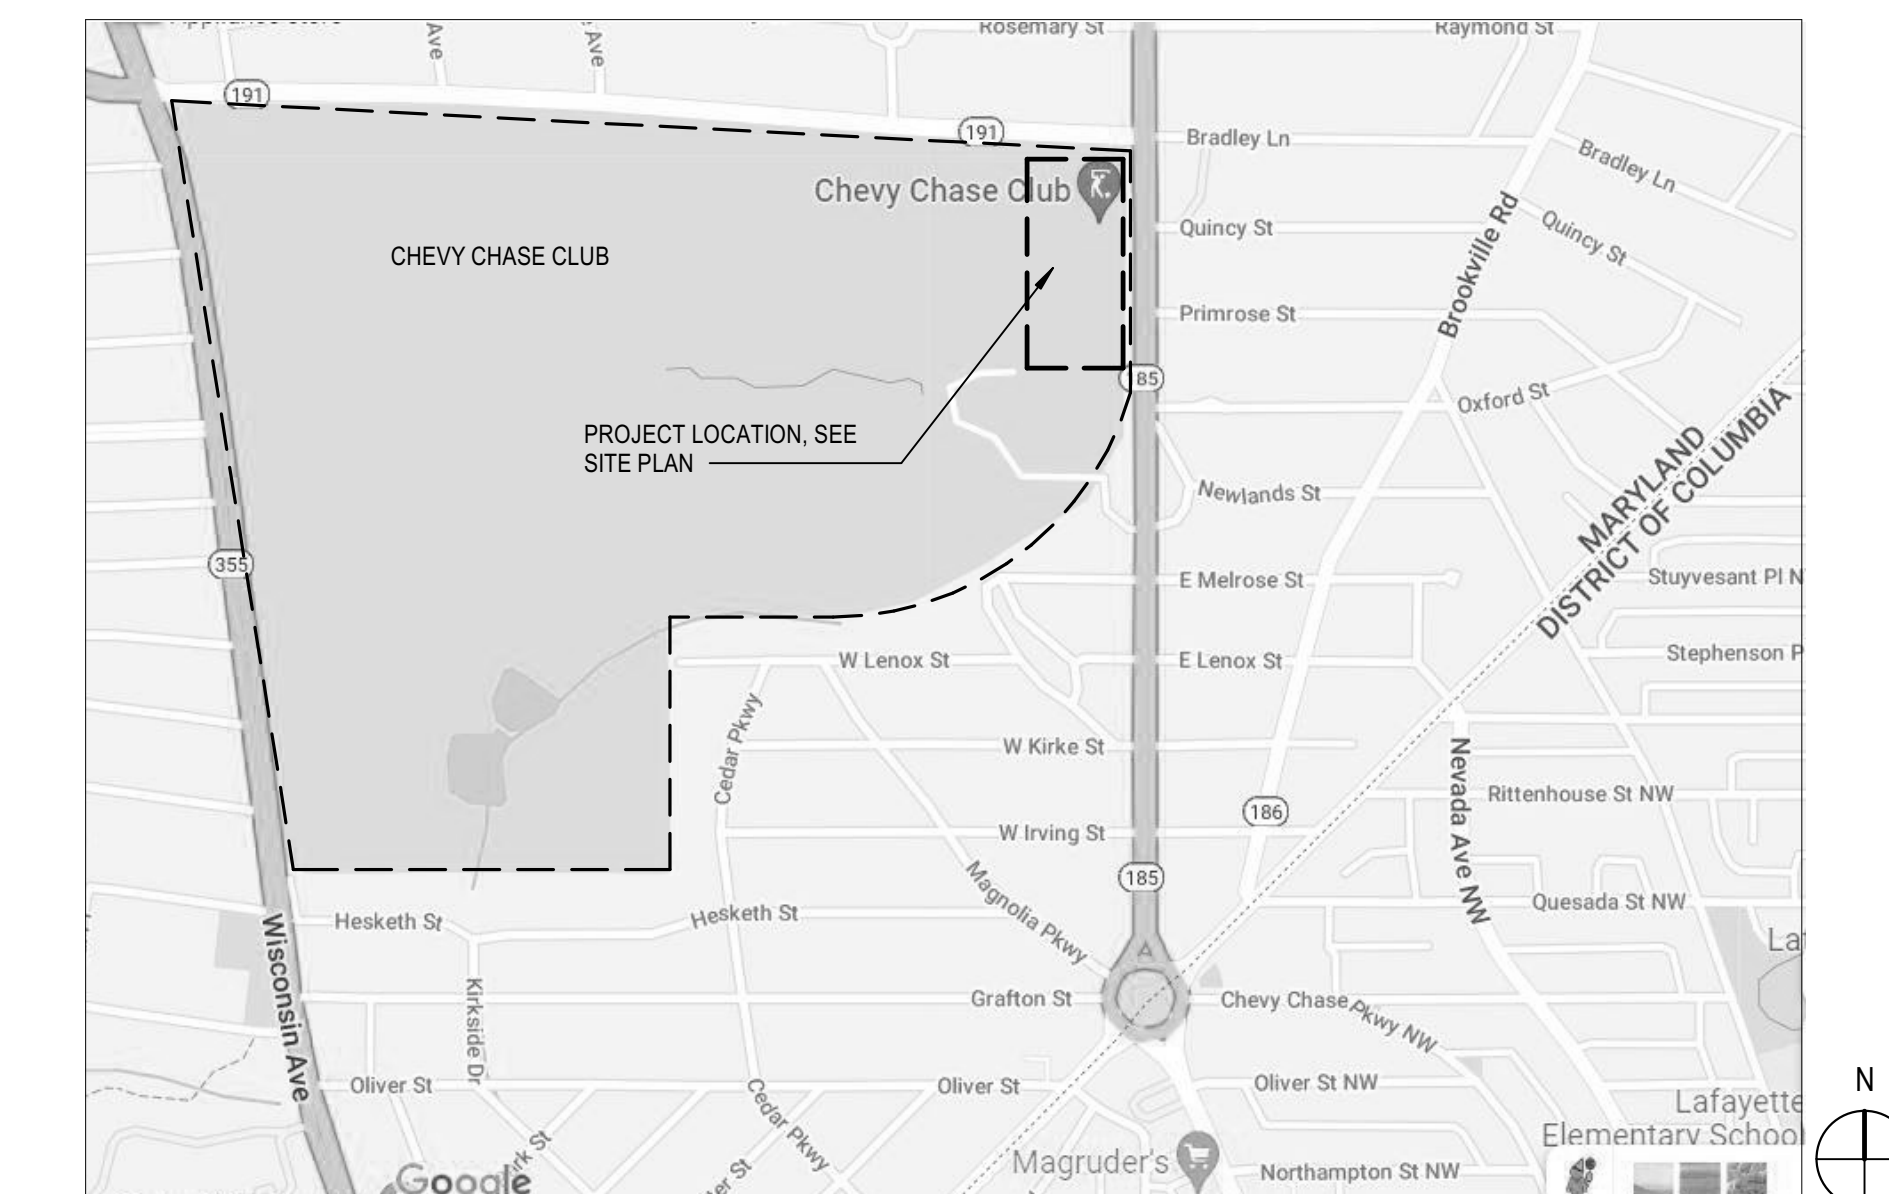 Ave
Ave
Rosemary St
Raymond St
191
191
Bradley Ln
Bradley Ln
Chevy Chase Club
CHEVY CHASE CLUB
Quincy St
Quincy St
Brookville Rd
Primrose St
185
Oxford St
PROJECT LOCATION, SEE
SITE PLAN
Newlands St
MARYLAND
DISTRICT OF COLUMBIA
355
E Melrose St
Stuyvesant Pl N
W Lenox St
E Lenox St
Stephenson P
Cedar Pkwy
W Kirke St
Nevada Ave NW
Rittenhouse St NW
186
W Irving St
185
Magnolia Pkwy
Quesada St NW
Wisconsin Ave
Hesketh St
Hesketh St
Kirkside Dr
Grafton St
Chevy Chase Pkwy NW
Oliver St
Cedar Pkwy
Oliver St
Oliver St NW
N
Lafayette
Elementary School
Magruder's
Northampton St NW
Google